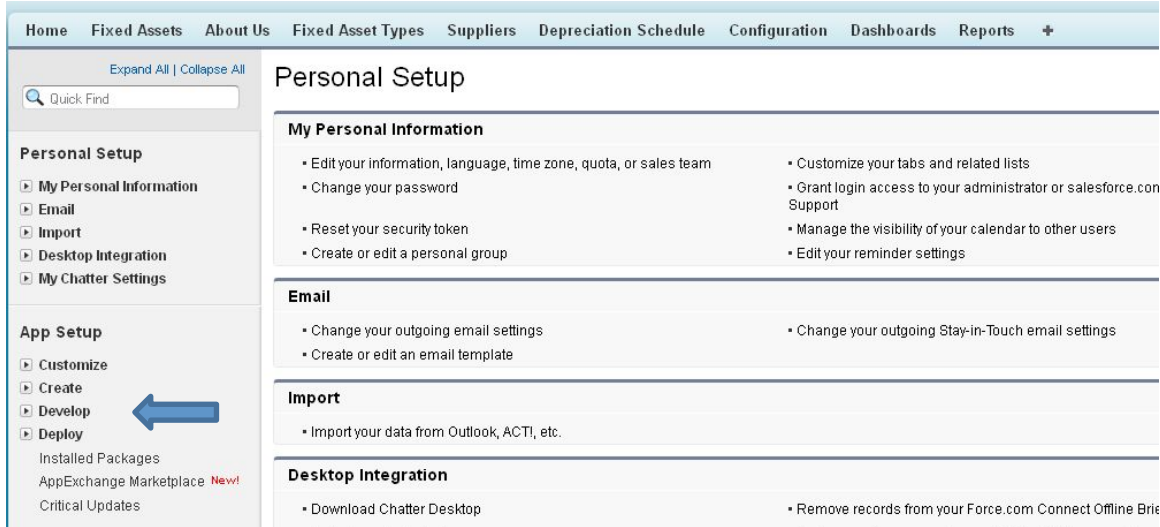 Home Fixed Assets About Us Fixed Asset Types Suppliers Depreciation Schedule Configuration Dashboards Reports +
Expand All | Collapse All
Quick Find
Personal Setup
My Personal Information
Email
Import
Desktop Integration
My Chatter Settings
App Setup
Customize
Create
Develop
Deploy
Installed Packages
AppExchange Marketplace New!
Critical Updates
Personal Setup
My Personal Information
▪ Edit your information, language, time zone, quota, or sales team
▪ Customize your tabs and related lists
▪ Change your password
▪ Grant login access to your administrator or salesforce.con
Support
▪ Reset your security token
▪ Manage the visibility of your calendar to other users
▪ Create or edit a personal group
▪ Edit your reminder settings
Email
▪ Change your outgoing email settings
▪ Change your outgoing Stay-in-Touch email settings
▪ Create or edit an email template
Import
▪ Import your data from Outlook, ACT!, etc.
Desktop Integration
▪ Download Chatter Desktop
▪ Remove records from your Force.com Connect Offline Brie